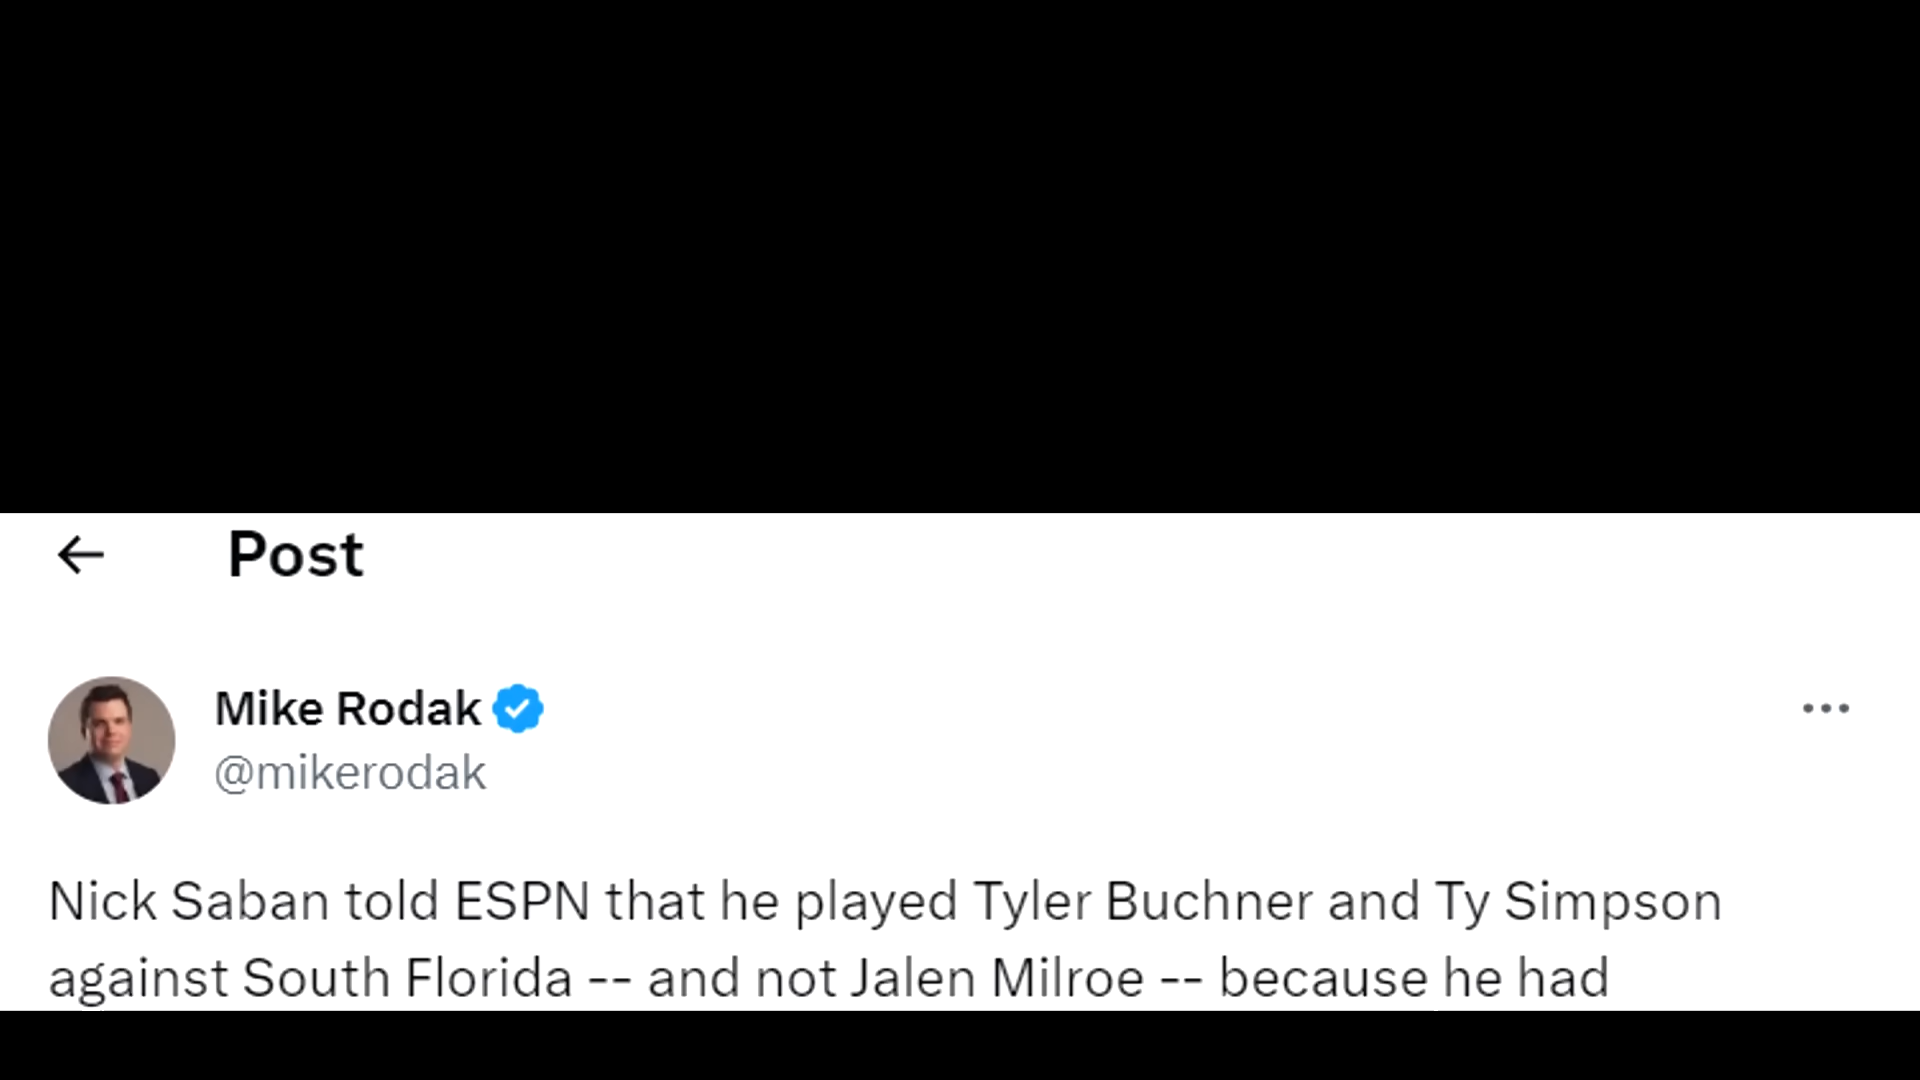 Post
Mike Rodak
@mikerodak
Nick Saban told ESPN that he played Tyler Buchner and Ty Simpson
against South Florida -- and not Jalen Milroe -- because he had